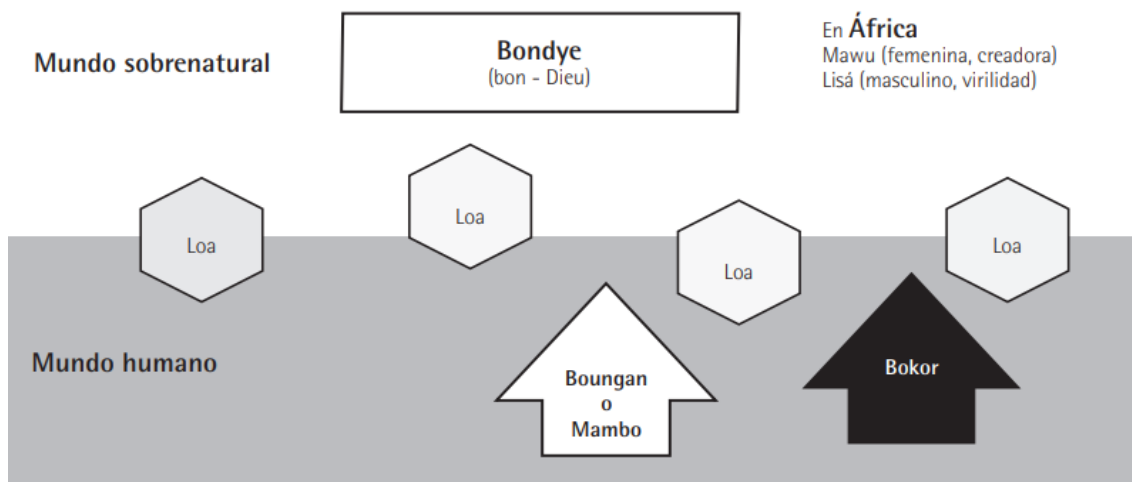 Mundo sobrenatural
Bondye
(bon - Dieu)
En África
Mawu (femenina, creadora)
Lisá (masculino, virilidad)
Loa
Loa
Loa
Loa
Mundo humano
Boungan
o
Mambo
Bokor